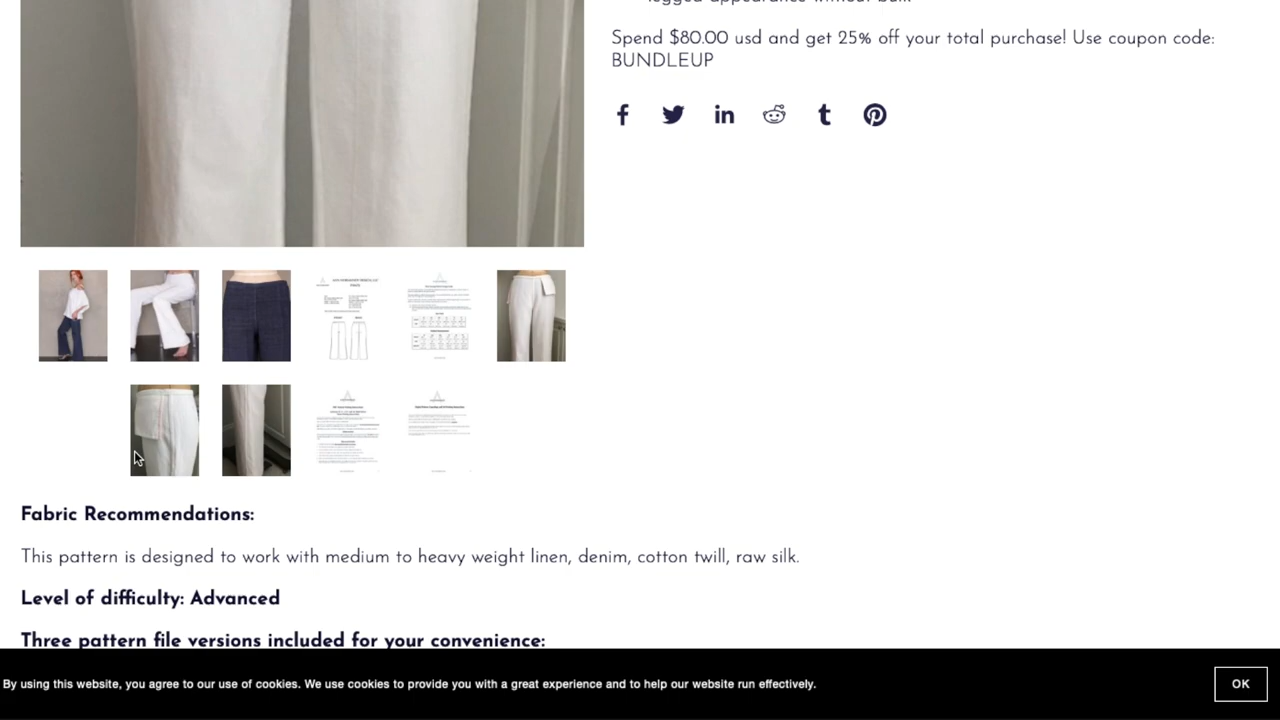 Spend $80.00 usd and get 25% off your total purchase! Use coupon code:
BUNDLEUP
Fabric Recommendations:
This pattern is designed to work with medium to heavy weight linen, denim, cotton twill, raw silk.
Level of difficulty: Advanced
Three pattern file versions included for your convenience:
By using this website, you agree to our use of cookies. We use cookies to provide you with a great experience and to help our website run effectively.
OK